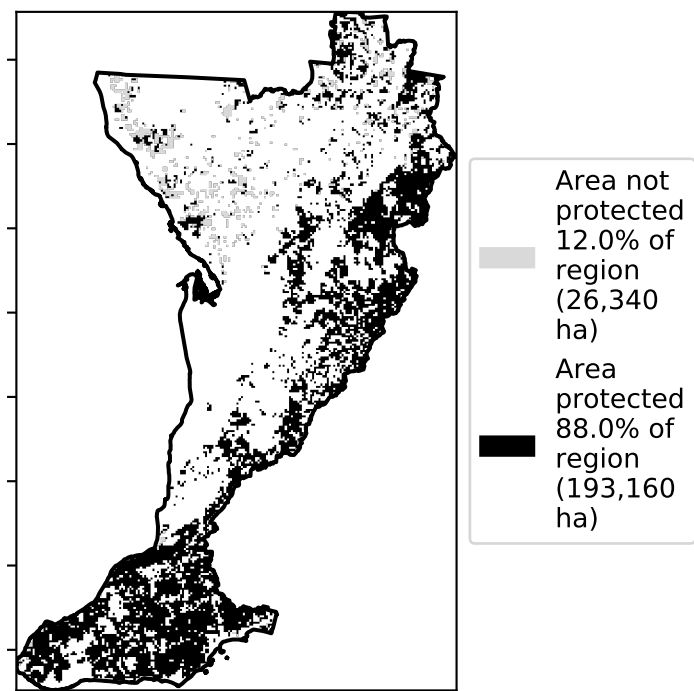 Area not
protected
12.0% of
region
(26,340
ha)
Area
protected
88.0% of
region
(193,160
ha)